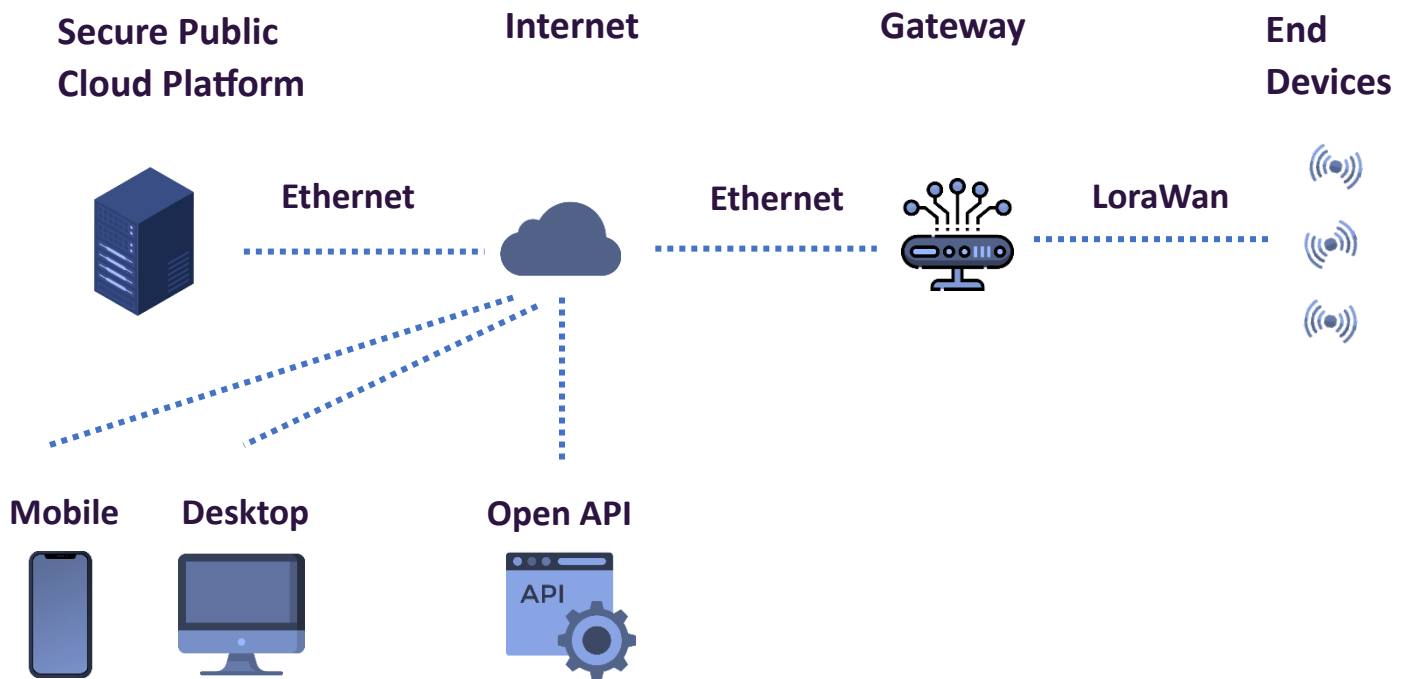 Secure Public
Cloud Platform
Internet
Gateway
End
Devices
Ethernet
Ethernet
LoraWan
Mobile
Desktop
Open API
API